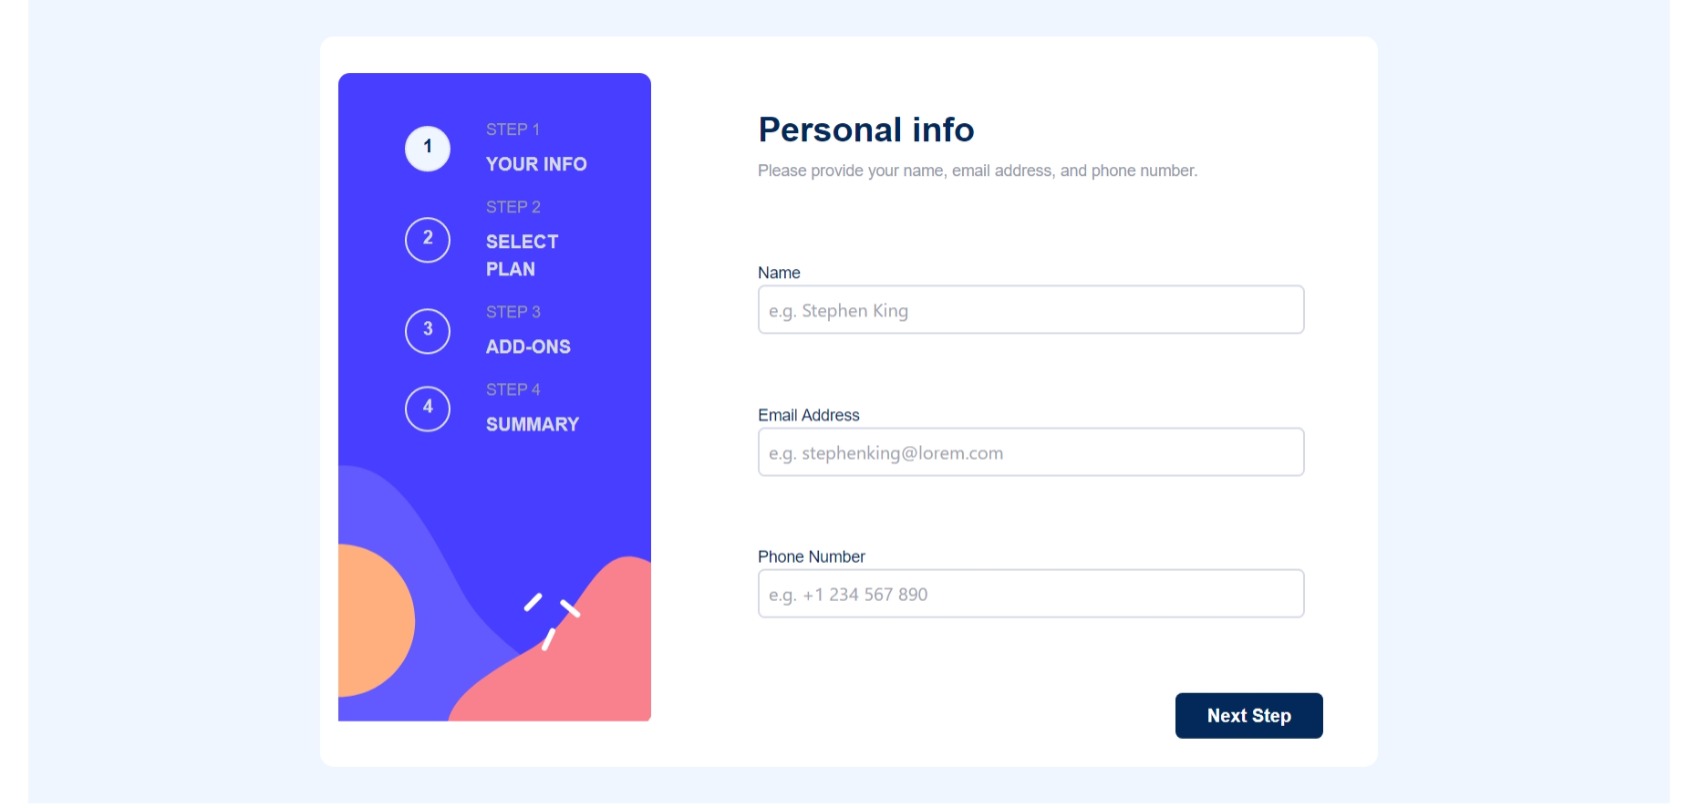 1
STEP 1
YOUR INFO
2
STEP 2
SELECT
PLAN
3
STEP 3
ADD-ONS
4
STEP 4
SUMMARY
Personal info
Please provide your name, email address, and phone number.
Name
e.g. Stephen King
Email Address
e.g. stephenking@lorem.com
Phone Number
e.g. +1 234 567 890
Next Step